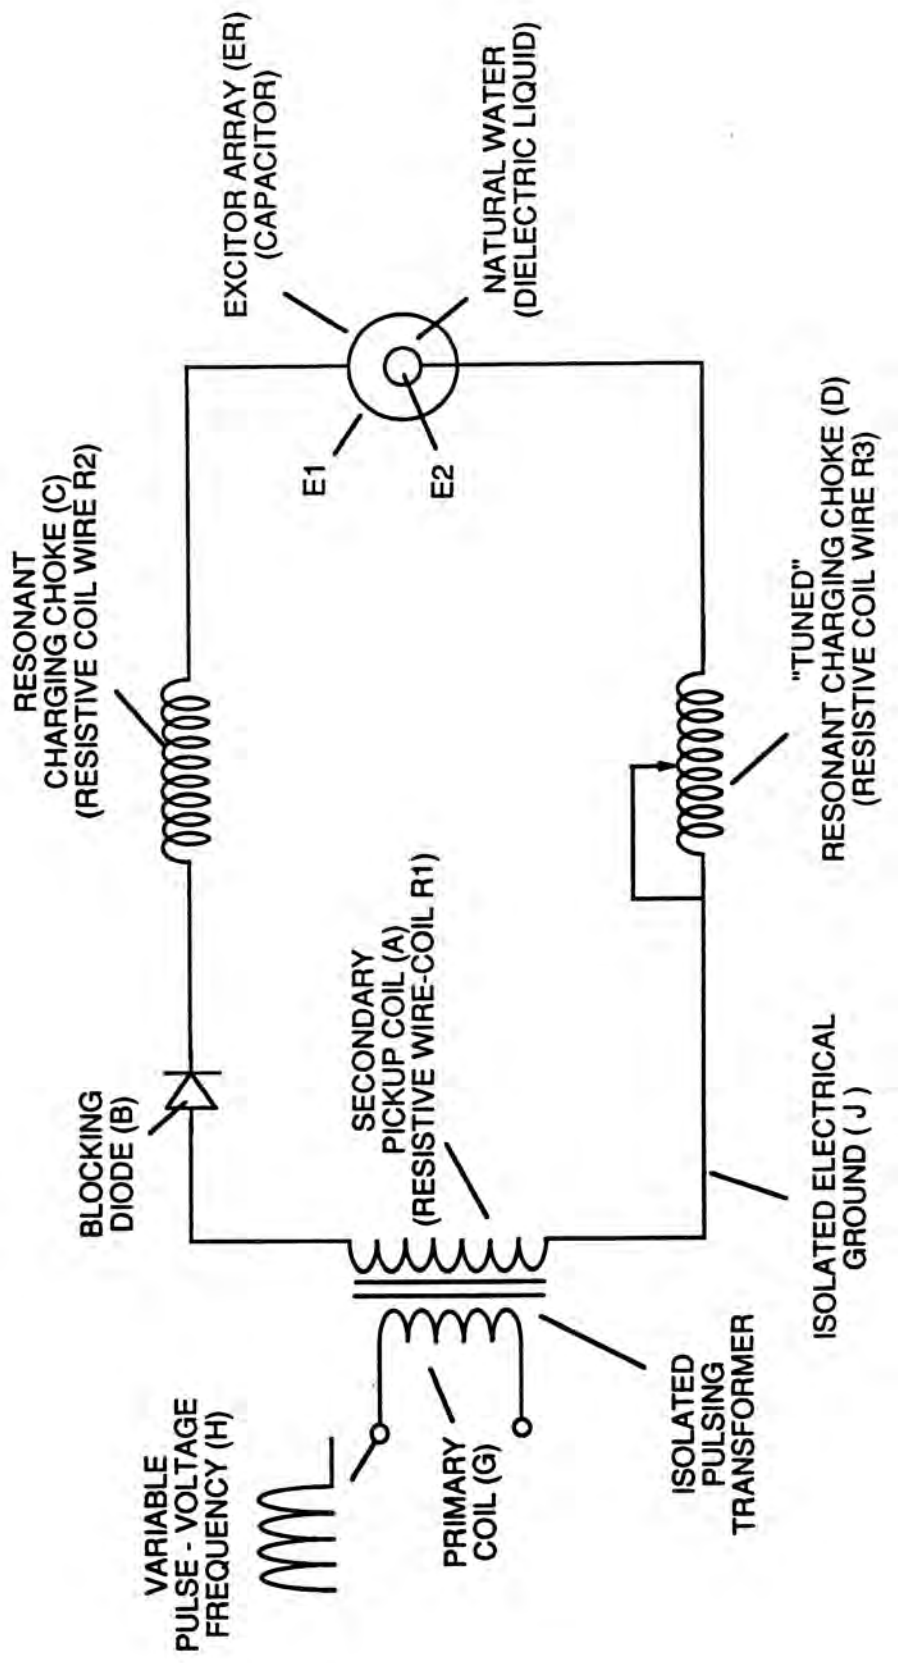 VARIABLE
PULSE - VOLTAGE
FREQUENCY (H)
PRIMARY
COIL (G)
ISOLATED
PULSING
TRANSFORMER
BLOCKING
DIODE (B)
SECONDARY
PICKUP COIL (A)
(RESISTIVE WIRE-COIL R1)
ISOLATED ELECTRICAL
GROUND ( J )
RESONANT
CHARGING CHOKE (C)
(RESISTIVE COIL WIRE R2)
"TUNED"
RESONANT CHARGING CHOKE (D)
(RESISTIVE COIL WIRE R3)
E1
E2
EXCITOR ARRAY (ER)
(CAPACITOR)
NATURAL WATER
(DIELECTRIC LIQUID)